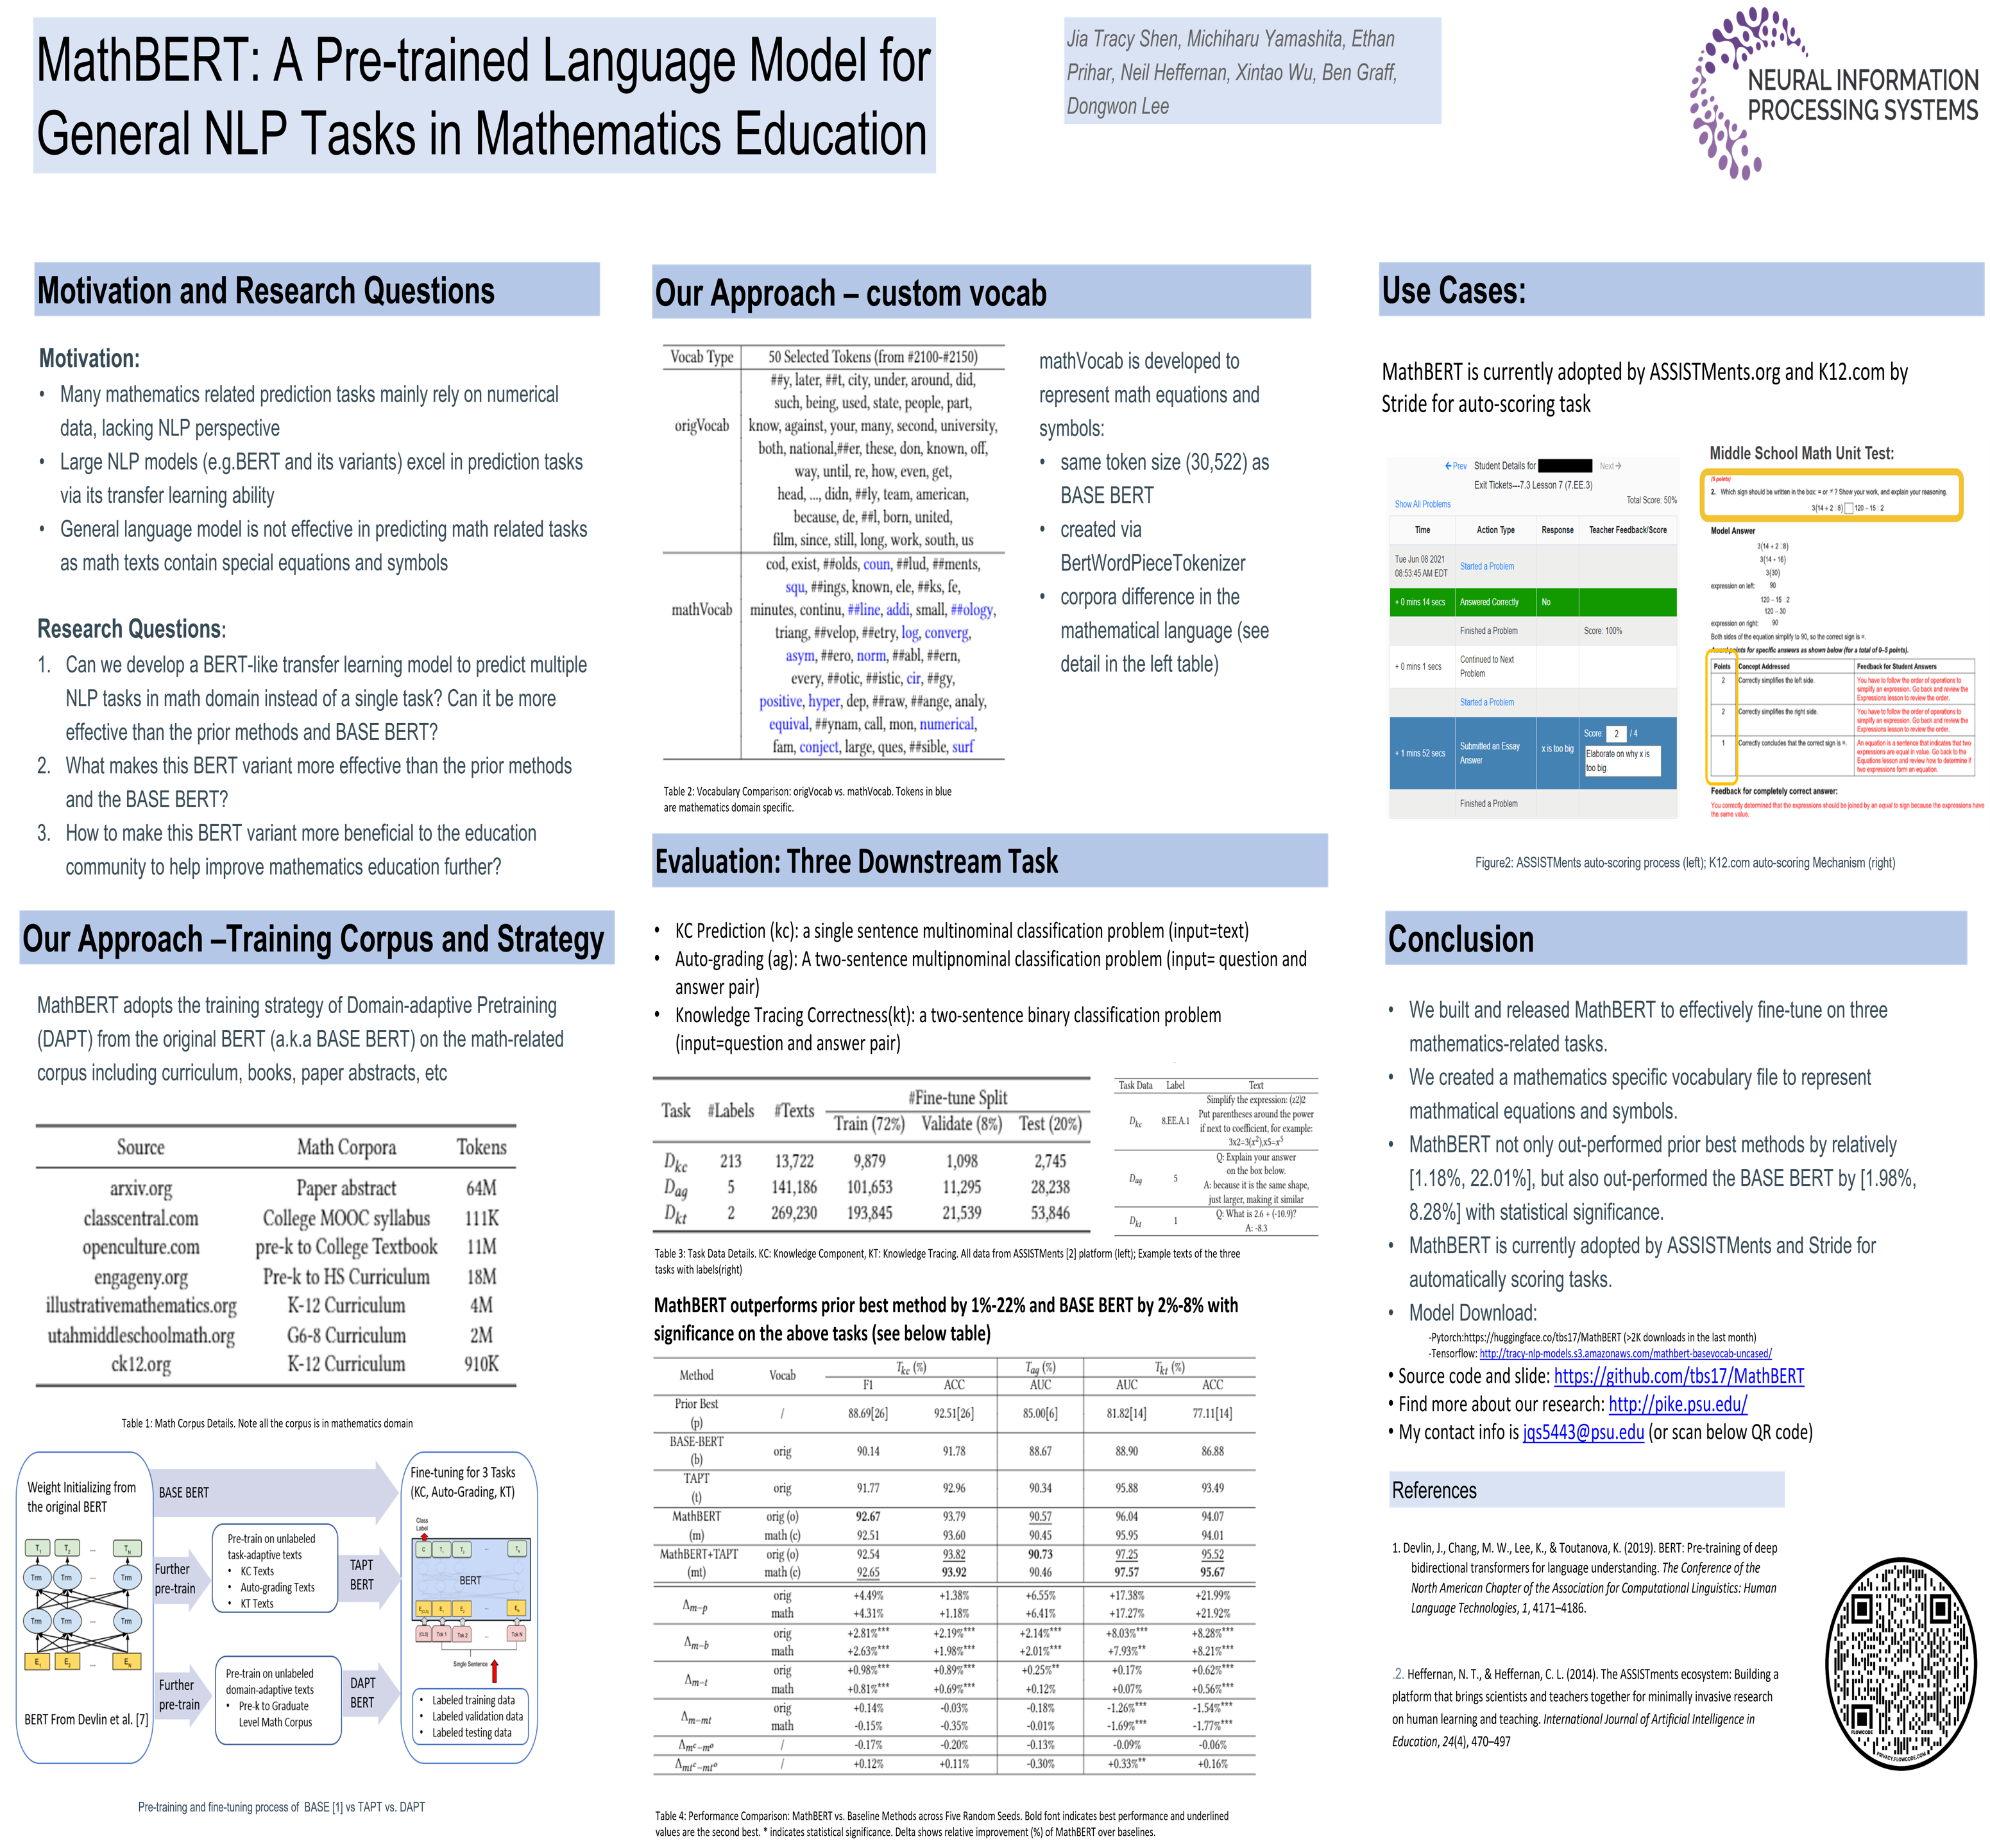 MathBERT: A Pre-trained Language Model for
General NLP Tasks in Mathematics Education
Jia Tracy Shen, Michiharu Yamashita, Ethan
Prihar, Neil Heffernan, Xintao Wu, Ben Graff,
Dongwon Lee
NEURAL INFORMATION
PROCESSING SYSTEMS
Motivation and Research Questions
Motivation:
• Many mathematics related prediction tasks mainly rely on numerical
data, lacking NLP perspective
• Large NLP models (e.g.BERT and its variants) excel in prediction tasks
via its transfer learning ability
• General language model is not effective in predicting math related tasks
as math texts contain special equations and symbols
Research Questions:
1. Can we develop a BERT-like transfer learning model to predict multiple
NLP tasks in math domain instead of a single task? Can it be more
effective than the prior methods and BASE BERT?
2. What makes this BERT variant more effective than the prior methods
and the BASE BERT?
3. How to make this BERT variant more beneficial to the education
community to help improve mathematics education further?
Our Approach –Training Corpus and Strategy
MathBERT adopts the training strategy of Domain-adaptive Pretraining
(DAPT) from the original BERT (a.k.a BASE BERT) on the math-related
corpus including curriculum, books, paper abstracts, etc
Source Math Corpora Tokens
arxiv.org Paper abstract 64M
classcentral.com College MOOC syllabus 111K
openculture.com pre-k to College Textbook 11M
engageny.org Pre-k to HS Curriculum 18M
illustrativemathematics.org K-12 Curriculum 4M
utahmiddleschoolmath.org G6-8 Curriculum 2M
ck12.org K-12 Curriculum 910K
Table 1: Math Corpus Details. Note all the corpus is in mathematics domain
Weight Initializing from
the original BERT
T1 T2 ... TN
Trm Trm Trm
Trm Trm Trm
E1 E2 ... EN
BERT From Devlin et al. [7]
BASE BERT
Further
pre-train
Pre-train on unlabeled
task-adaptive texts
• KC Texts
• Auto-grading Texts
• KT Texts
TAPT
BERT
Further
pre-train
Pre-train on unlabeled
domain-adaptive texts
• Pre-k to Graduate
Level Math Corpus
DAPT
BERT
Fine-tuning for 3 Tasks
(KC, Auto-Grading, KT)
Class
Label
C T1 T2 ... TN
BERT
E[CLS] E1 E2 ... EN
[CLS] Tok 1 Tok 2 ... Tok N
Single Sentence
• Labeled training data
• Labeled validation data
• Labeled testing data
Pre-training and fine-tuning process of BASE [1] vs TAPT vs. DAPT
Our Approach – custom vocab
Vocab Type 50 Selected Tokens (from #2100-#2150)
origVocab
##y, later, ##t, city, under, around, did,
such, being, used, state, people, part,
know, against, your, many, second, university,
both, national,##er, these, don, known, off,
way, until, re, how, even, get,
head, ..., didn, ##ly, team, american,
because, de, ##l, born, united,
film, since, still, long, work, south, us
mathVocab
cod, exist, ##olds, coun, ##lud, ##ments,
squ, ##ings, known, ele, ##ks, fe,
minutes, continu, ##line, addi, small, ##ology,
triang, ##velop, ##etry, log, converg,
asym, ##ero, norm, ##abl, ##ern,
every, ##otic, ##istic, cir, ##gy,
positive, hyper, dep, ##raw, ##ange, analy,
equival, ##ynam, call, mon, numerical,
fam, conject, large, ques, ##sible, surf
Table 2: Vocabulary Comparison: origVocab vs. mathVocab. Tokens in blue
are mathematics domain specific.
mathVocab is developed to
represent math equations and
symbols:
• same token size (30,522) as
BASE BERT
• created via
BertWordPieceTokenizer
• corpora difference in the
mathematical language (see
detail in the left table)
Evaluation: Three Downstream Task
• KC Prediction (kc): a single sentence multinominal classification problem (input=text)
• Auto-grading (ag): A two-sentence multipnominal classification problem (input= question and
answer pair)
• Knowledge Tracing Correctness(kt): a two-sentence binary classification problem
(input=question and answer pair)
Task #Labels #Texts #Fine-tune Split
Train (72%) Validate (8%) Test (20%)
Dkc 213 13,722 9,879 1,098 2,745
Dag 5 141,186 101,653 11,295 28,238
Dkt 2 269,230 193,845 21,539 53,846
Task Data Label Text
Dkc 8.EE.A.1
Simplify the expression: (z2)2
Put parentheses around the power
if next to coefficient, for example:
3x2=3(x²),x5=x⁵
Dag 5
Q: Explain your answer
on the box below.
A: because it is the same shape,
just larger, making it similar
Dkt 1
Q: What is 2.6 + (-10.9)?
A: -8.3
Table 3: Task Data Details. KC: Knowledge Component, KT: Knowledge Tracing. All data from ASSISTMents [2] platform (left); Example texts of the three
tasks with labels(right)
MathBERT outperforms prior best method by 1%-22% and BASE BERT by 2%-8% with
significance on the above tasks (see below table)
Method Vocab Tkc (%) Tag (%) Tkt (%)
F1 ACC AUC AUC ACC
Prior Best
(p) / 88.69[26] 92.51[26] 85.00[6] 81.82[14] 77.11[14]
BASE-BERT
(b) orig 90.14 91.78 88.67 88.90 86.88
TAPT
(t) orig 91.77 92.96 90.34 95.88 93.49
MathBERT orig (o) 92.67 93.79 90.57 96.04 94.07
(m) math (c) 92.51 93.60 90.45 95.95 94.01
MathBERT+TAPT orig (o) 92.54 93.82 90.73 97.25 95.52
(mt) math (c) 92.65 93.92 90.46 97.57 95.67
Δm−p orig +4.49% +1.38% +6.55% +17.38% +21.99%
math +4.31% +1.18% +6.41% +17.27% +21.92%
Δm−b orig +2.81%*** +2.19%*** +2.14%*** +8.03%*** +8.28%***
math +2.63%*** +1.98%*** +2.01%*** +7.93%** +8.21%***
Δm−t orig +0.98%*** +0.89%*** +0.25%** +0.17% +0.62%***
math +0.81%*** +0.69%*** +0.12% +0.07% +0.56%***
Δm−mt orig +0.14% -0.03% -0.18% -1.26%*** -1.54%***
math -0.15% -0.35% -0.01% -1.69%*** -1.77%***
Δmᶜ−mᵒ / -0.17% -0.20% -0.13% -0.09% -0.06%
Δmtᶜ−mtᵒ / +0.12% +0.11% -0.30% +0.33%** +0.16%
Table 4: Performance Comparison: MathBERT vs. Baseline Methods across Five Random Seeds. Bold font indicates best performance and underlined
values are the second best. * indicates statistical significance. Delta shows relative improvement (%) of MathBERT over baselines.
Use Cases:
MathBERT is currently adopted by ASSISTMents.org and K12.com by
Stride for auto-scoring task
← Prev Student Details for Next →
Exit Tickets---7.3 Lesson 7 (7.EE.3)
Total Score: 50%
Show All Problems
Time Action Type Response Teacher Feedback/Score
Tue Jun 08 2021
08:53:45 AM EDT Started a Problem
+ 0 mins 14 secs Answered Correctly No
Finished a Problem Score: 100%
+ 0 mins 1 secs Continued to Next
Problem
Started a Problem
+ 1 mins 52 secs Submitted an Essay
Answer x is too big Score: 2 / 4
Elaborate on why x is
too big.
Finished a Problem
Middle School Math Unit Test:
(5 points)
2. Which sign should be written in the box: = or ≠ ? Show your work, and explain your reasoning.
3(14 + 2 : 8) □ 120 − 15 : 2
Model Answer
3(14 + 2 : 8)
3(14 + 16)
3(30)
expression on left: 90
120 − 15 : 2
120 − 30
expression on right: 90
Both sides of the equation simplify to 90, so the correct sign is =.
Award points for specific answers as shown below (for a total of 0–5 points).
Points Concept Addressed Feedback for Student Answers
2 Correctly simplifies the left side. You have to follow the order of operations to
simplify an expression. Go back and review the
Expressions lesson to review the order.
2 Correctly simplifies the right side. You have to follow the order of operations to
simplify an expression. Go back and review the
Expressions lesson to review the order.
1 Correctly concludes that the correct sign is =. An equation is a sentence that indicates that two
expressions are equal in value. Go back to the
Equations lesson and review how to determine if
two expressions form an equation.
Feedback for completely correct answer:
You correctly determined that the expressions should be joined by an equal to sign because the expressions have
the same value.
Figure2: ASSISTMents auto-scoring process (left); K12.com auto-scoring Mechanism (right)
Conclusion
• We built and released MathBERT to effectively fine-tune on three
mathematics-related tasks.
• We created a mathematics specific vocabulary file to represent
mathmatical equations and symbols.
• MathBERT not only out-performed prior best methods by relatively
[1.18%, 22.01%], but also out-performed the BASE BERT by [1.98%,
8.28%] with statistical significance.
• MathBERT is currently adopted by ASSISTMents and Stride for
automatically scoring tasks.
• Model Download:
-Pytorch:https://huggingface.co/tbs17/MathBERT (>2K downloads in the last month)
-Tensorflow: http://tracy-nlp-models.s3.amazonaws.com/mathbert-basevocab-uncased/
• Source code and slide: https://github.com/tbs17/MathBERT
• Find more about our research: http://pike.psu.edu/
• My contact info is jqs5443@psu.edu (or scan below QR code)
References
1. Devlin, J., Chang, M. W., Lee, K., & Toutanova, K. (2019). BERT: Pre-training of deep
bidirectional transformers for language understanding. The Conference of the
North American Chapter of the Association for Computational Linguistics: Human
Language Technologies, 1, 4171–4186.
.2. Heffernan, N. T., & Heffernan, C. L. (2014). The ASSISTments ecosystem: Building a
platform that brings scientists and teachers together for minimally invasive research
on human learning and teaching. International Journal of Artificial Intelligence in
Education, 24(4), 470–497
FLOWCODE
PRIVACY.FLOWCODE.COM